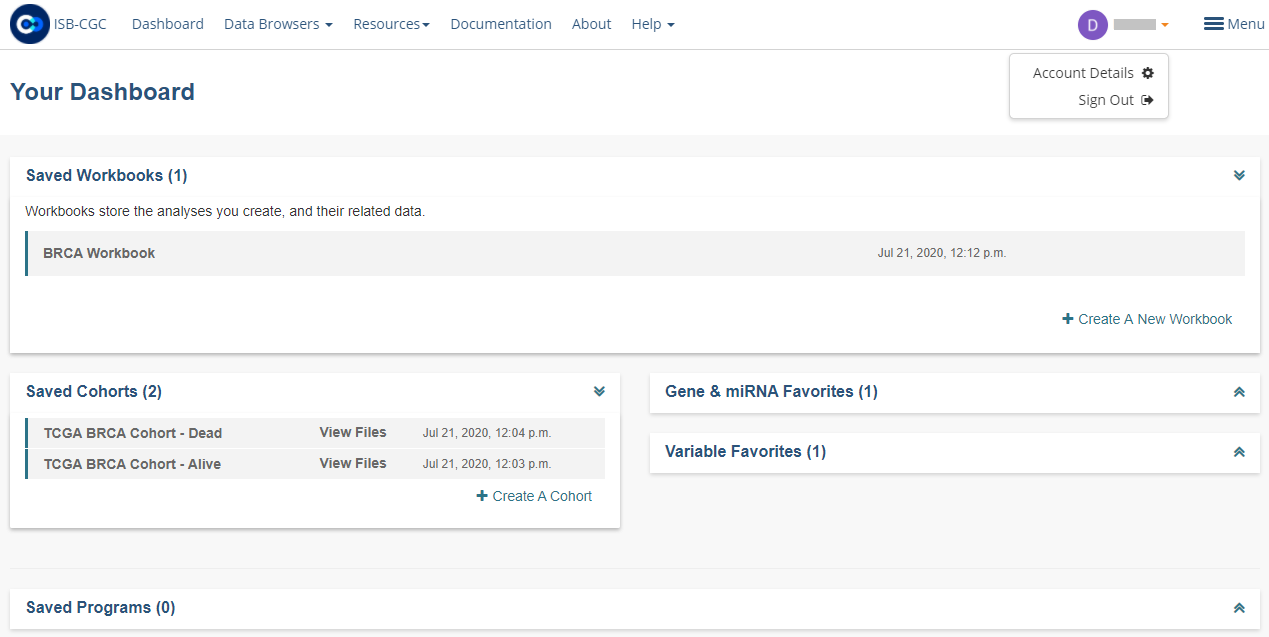 ISB-CGC Dashboard Data Browsers Resources Documentation About Help D Menu
Account Details
Sign Out
Your Dashboard
Saved Workbooks (1)
Workbooks store the analyses you create, and their related data.
BRCA Workbook Jul 21, 2020, 12:12 p.m.
Create A New Workbook
Saved Cohorts (2)
TCGA BRCA Cohort - Dead View Files Jul 21, 2020, 12:04 p.m.
TCGA BRCA Cohort - Alive View Files Jul 21, 2020, 12:03 p.m.
Create A Cohort
Gene & miRNA Favorites (1)
Variable Favorites (1)
Saved Programs (0)